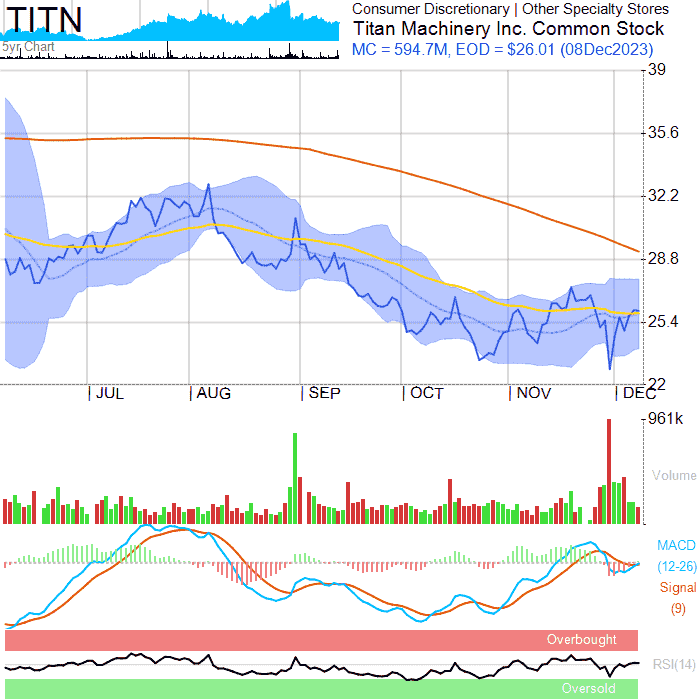 TITN
5yr Chart
Consumer Discretionary | Other Specialty Stores
Titan Machinery Inc. Common Stock
MC = 594.7M, EOD = $26.01 (08Dec2023)
39
35.6
32.2
28.8
25.4
22
JUL AUG SEP OCT NOV DEC
961k
Volume
MACD
(12-26)
Signal
(9)
Overbought
RSI(14)
Oversold